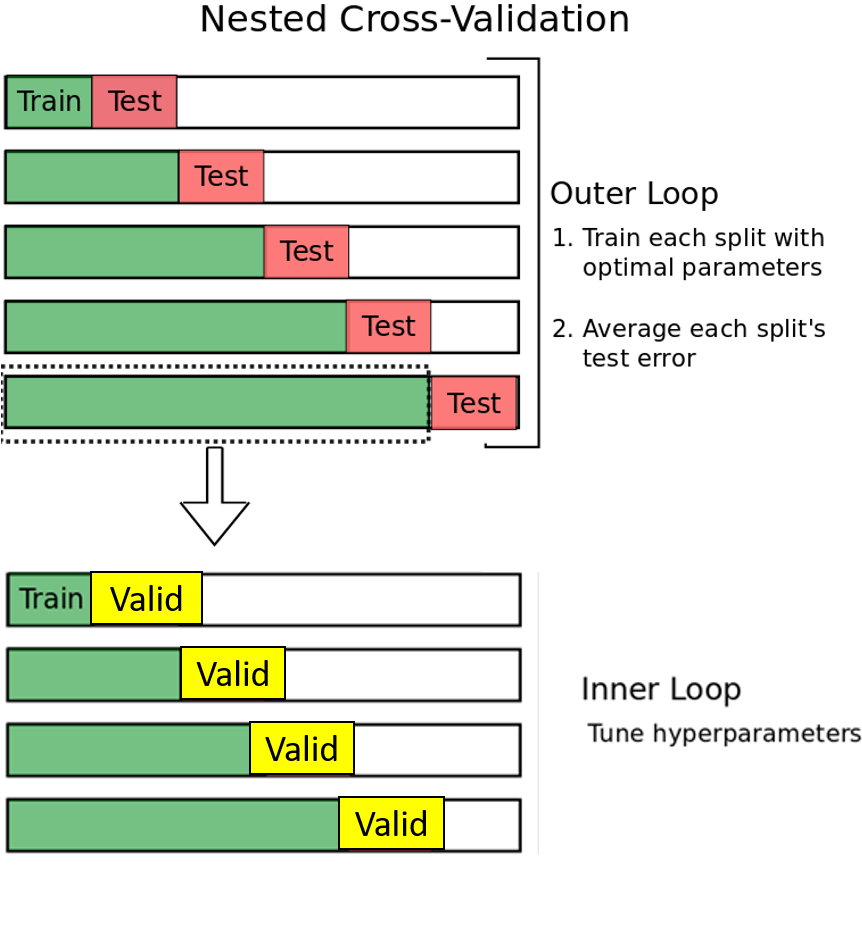 Nested Cross-Validation
Train Test
Test
Test
Test
Test
Outer Loop
1. Train each split with
optimal parameters
2. Average each split's
test error
Train Valid
Valid
Valid
Valid
Inner Loop
Tune hyperparameters